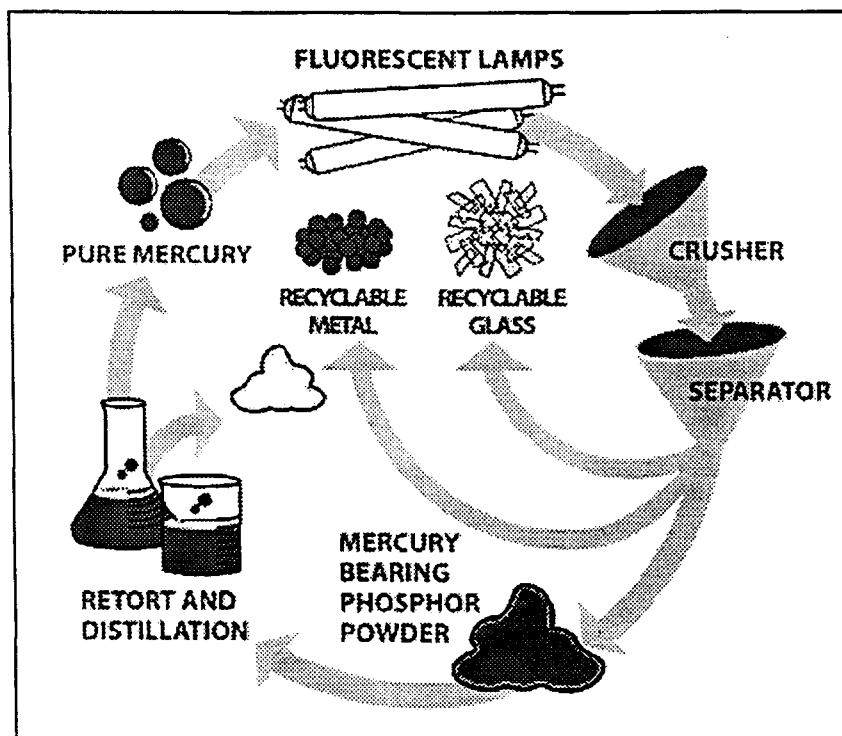 FLUORESCENT LAMPS
PURE MERCURY
RECYCLABLE
METAL
RECYCLABLE
GLASS
CRUSHER
SEPARATOR
MERCURY
BEARING
PHOSPHOR
POWDER
RETORT AND
DISTILLATION